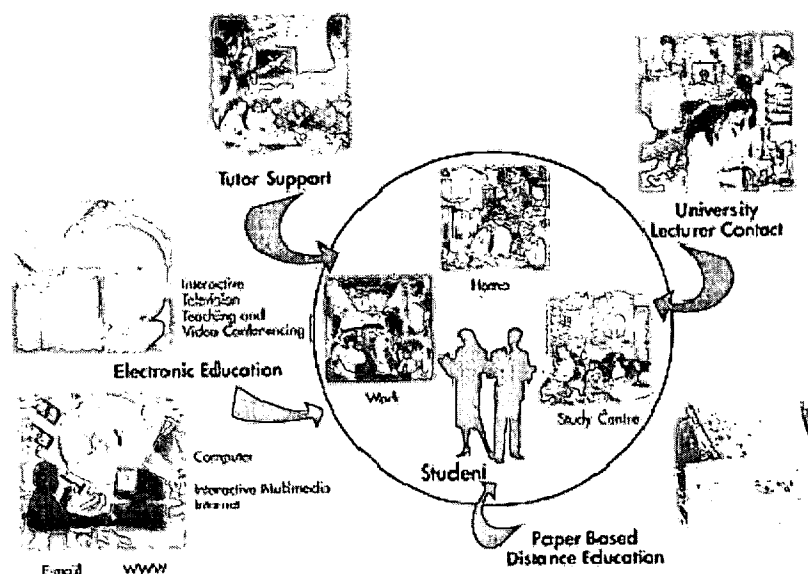 Tutor Support
University
Lecturer Contact
Home
Interactive
Television
Teaching and
Video Conferencing
Electronic Education
Work
Study Centre
Student
Computer
Interactive Multimedia
Internet
E-mail
WWW
Paper Based
Distance Education